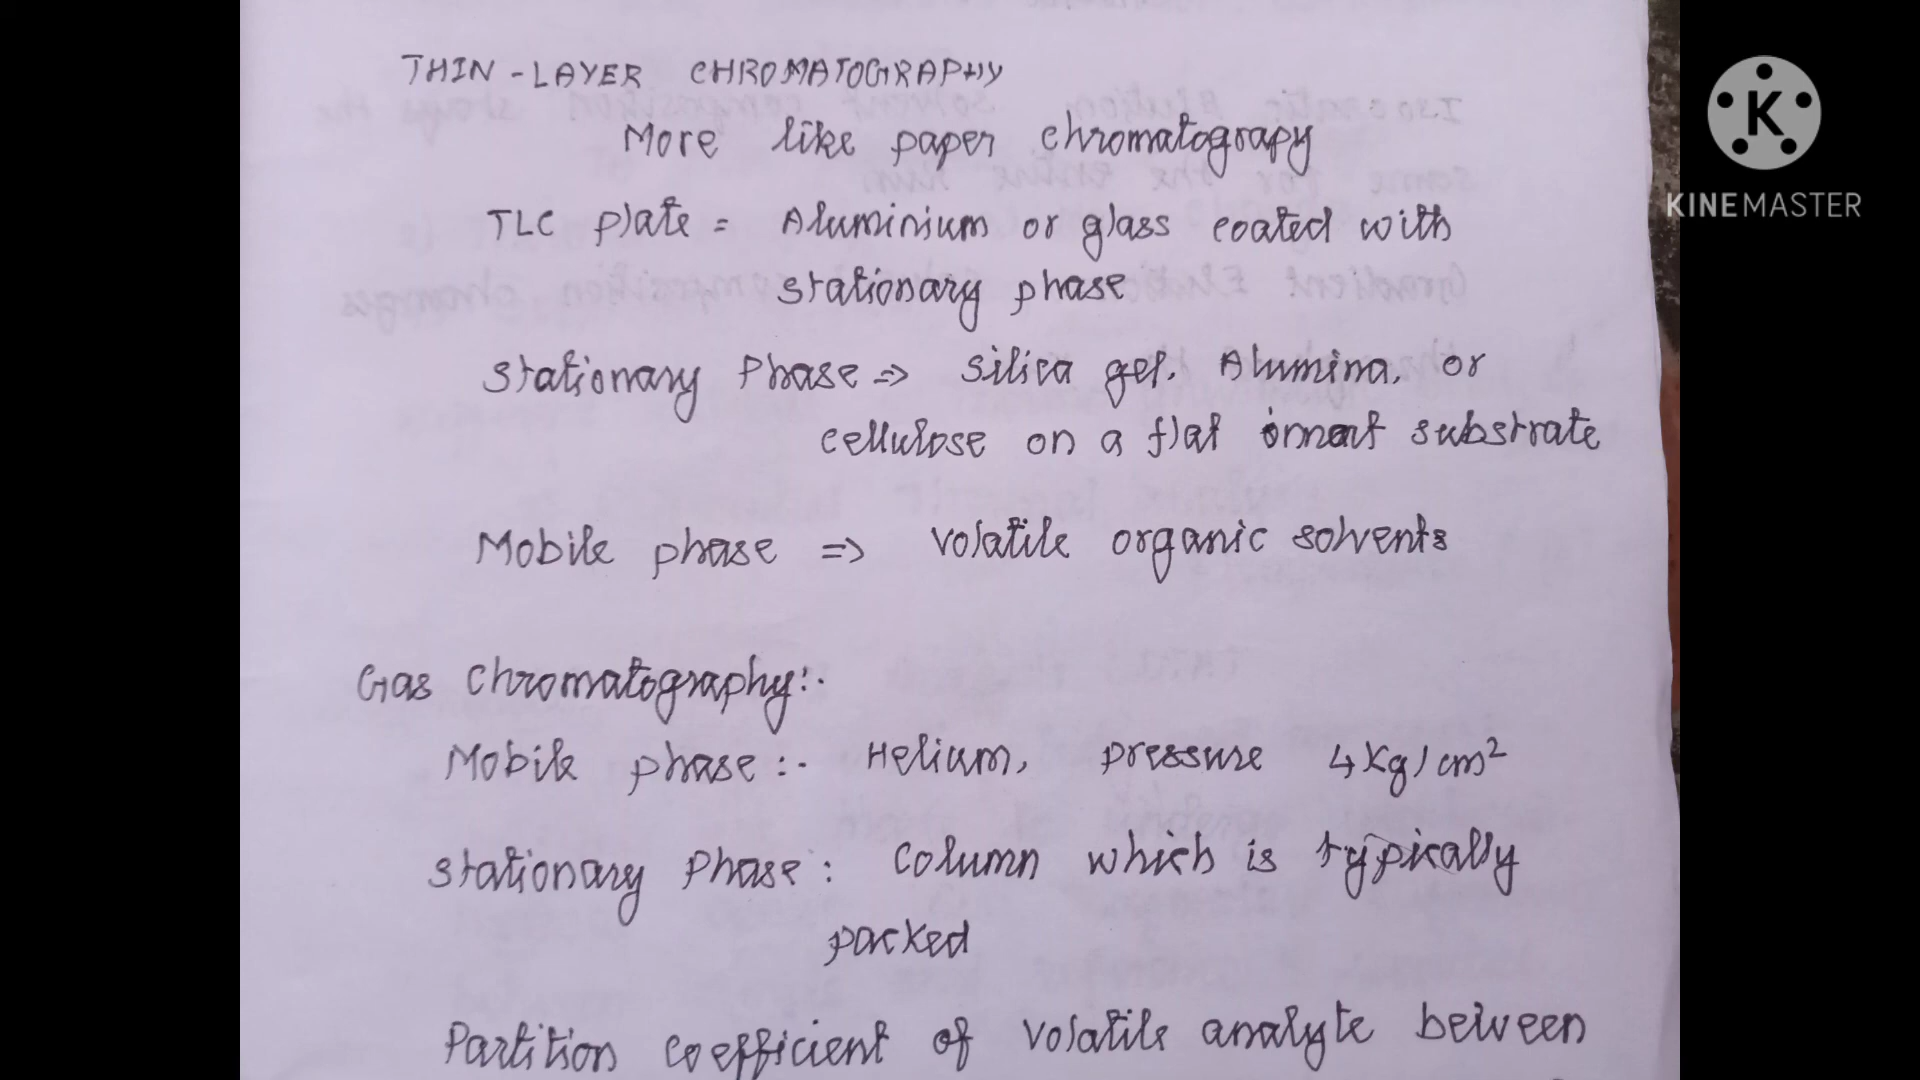 THIN-LAYER CHROMATOGRAPHY
More like paper chromatograpy
TLC plate = Aluminium or glass coated with
stationary phase
Stationary Phase => silica gel, Alumina, or
cellulose on a flat substrate
Mobile phase => volatile organic solvents
Gas Chromatography:-
Mobile phase:- Helium, pressure 4Kg/cm²
Stationary Phase: Column which is typically
packed
Partition coefficient of volatile analyte between
K
KINEMASTER